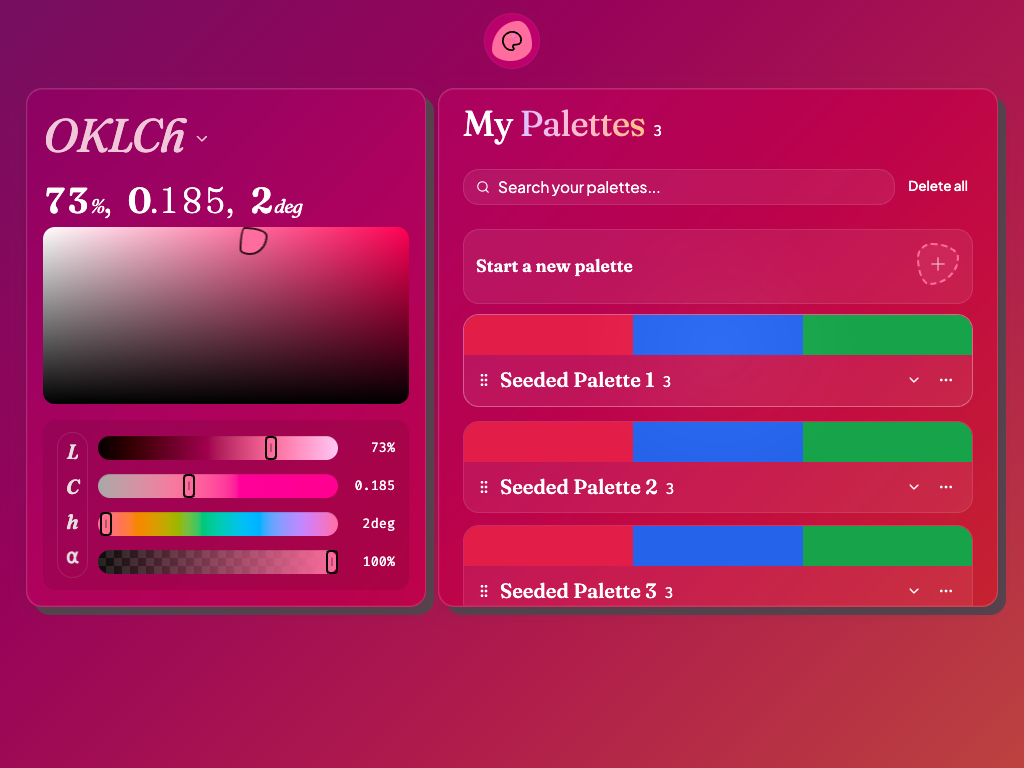 OKLCh
73%, 0.185, 2deg
L 73%
C 0.185
h 2deg
α 100%
My Palettes 3
Search your palettes... Delete all
Start a new palette
Seeded Palette 1 3
Seeded Palette 2 3
Seeded Palette 3 3